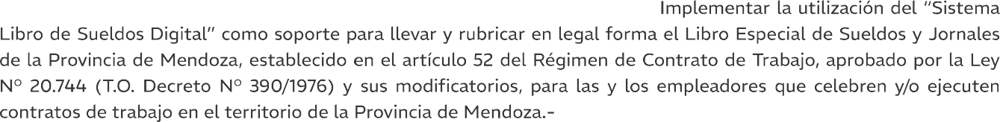 Implementar la utilización del “Sistema
Libro de Sueldos Digital” como soporte para llevar y rubricar en legal forma el Libro Especial de Sueldos y Jornales
de la Provincia de Mendoza, establecido en el artículo 52 del Régimen de Contrato de Trabajo, aprobado por la Ley
Nº 20.744 (T.O. Decreto Nº 390/1976) y sus modificatorios, para las y los empleadores que celebren y/o ejecuten
contratos de trabajo en el territorio de la Provincia de Mendoza.-